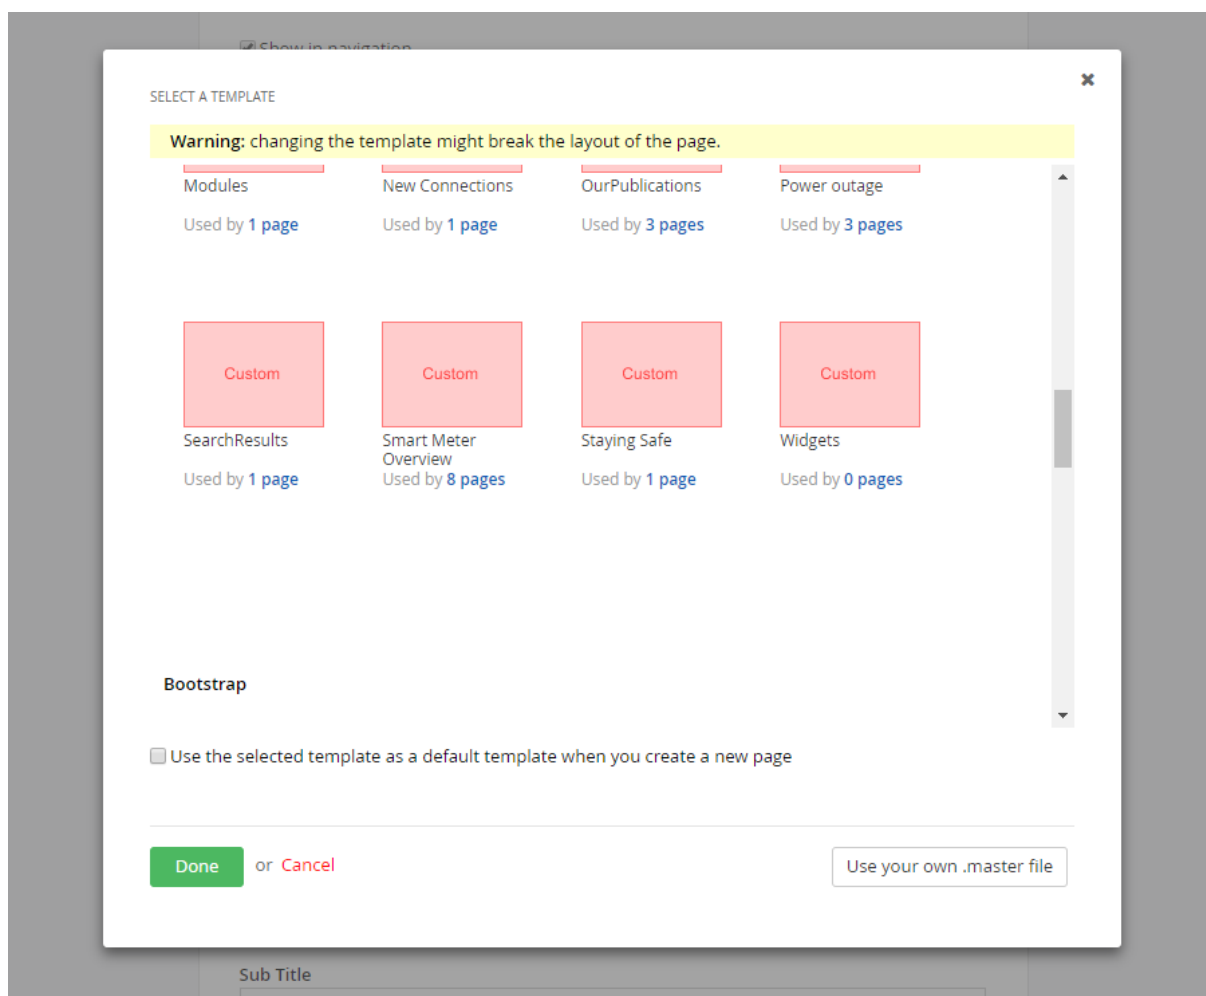 Show in navigation
SELECT A TEMPLATE
Warning: changing the template might break the layout of the page.
Modules New Connections OurPublications Power outage
Used by 1 page Used by 1 page Used by 3 pages Used by 3 pages
Custom Custom Custom Custom
SearchResults Smart Meter Staying Safe Widgets
Overview
Used by 1 page Used by 8 pages Used by 1 page Used by 0 pages
Bootstrap
Use the selected template as a default template when you create a new page
Done or Cancel Use your own .master file
Sub Title